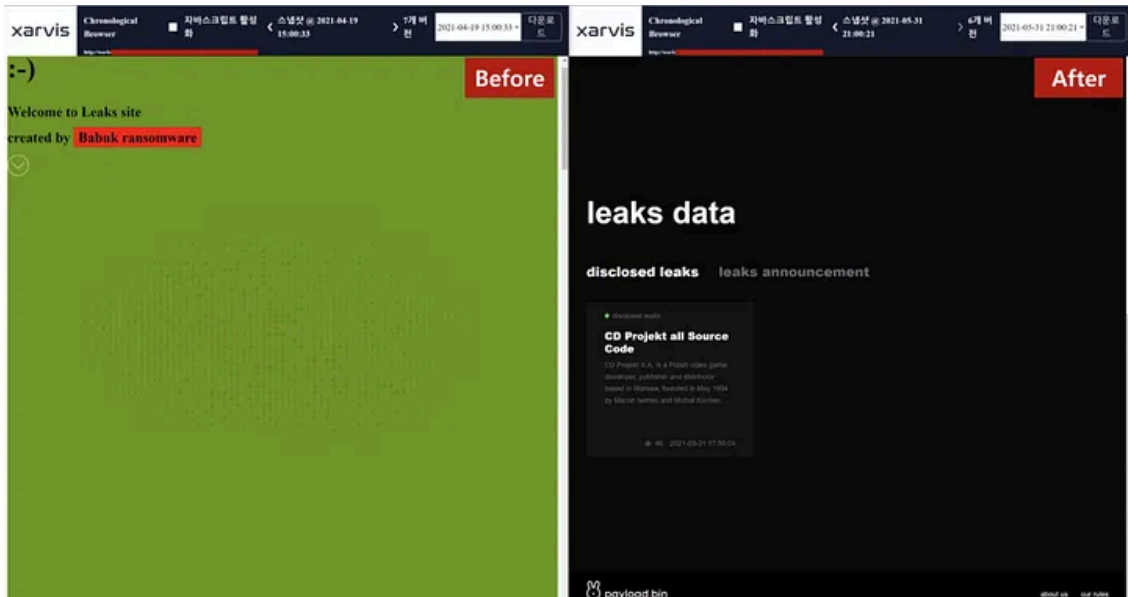 xarvis
Chronological
Browser
자바스크립트 활성
화
스냅샷 @ 2021-04-19
15:00:33
7개 버
전
2021-04-19 15:00:33
다운로
드
:-)
Before
Welcome to Leaks site
created by Babuk ransomware
xarvis
Chronological
Browser
자바스크립트 활성
화
스냅샷 @ 2021-05-31
21:00:21
6개 버
전
2021-05-31 21:00:21
다운로
드
After
leaks data
disclosed leaks leaks announcement
disclosed leaks
CD Projekt all Source
Code
CD Projekt S.A. is a Polish video game
developer, publisher and distributor
based in Warsaw, founded in May 1994
by Marcin Iwiński and Michał Kiciński.
46 2021-05-31 17:00:04
payload bin
about us our rules